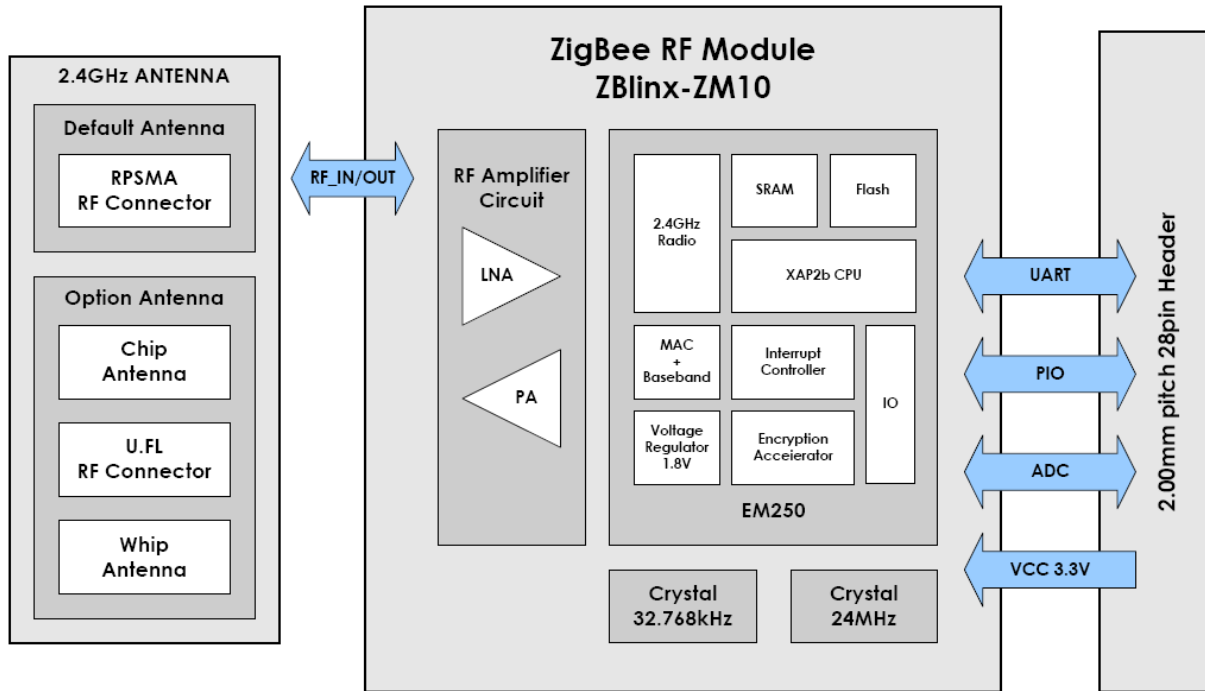 2.4GHz ANTENNA
Default Antenna
RPSMA
RF Connector
Option Antenna
Chip
Antenna
U.FL
RF Connector
Whip
Antenna
RF_IN/OUT
ZigBee RF Module
ZBlinx-ZM10
RF Amplifier
Circuit
LNA
PA
2.4GHz
Radio
SRAM
Flash
XAP2b CPU
MAC
+
Baseband
Interrupt
Controller
IO
Voltage
Regulator
1.8V
Encryption
Acceierator
EM250
Crystal
32.768kHz
Crystal
24MHz
UART
PIO
ADC
VCC 3.3V
2.00mm pitch 28pin Header